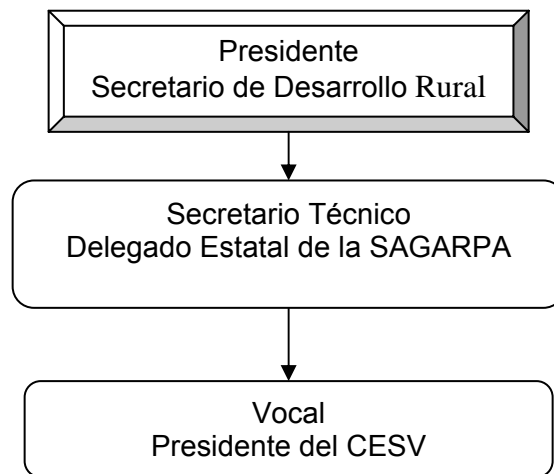 Presidente
Secretario de Desarrollo Rural
Secretario Técnico
Delegado Estatal de la SAGARPA
Vocal
Presidente del CESV